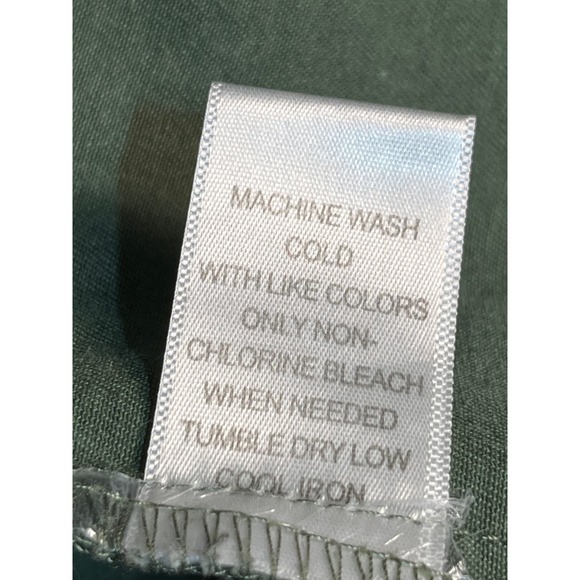 MACHINE WASH
COLD
WITH LIKE COLORS
ONLY NON-
CHLORINE BLEACH
WHEN NEEDED
TUMBLE DRY LOW
COOL IRON